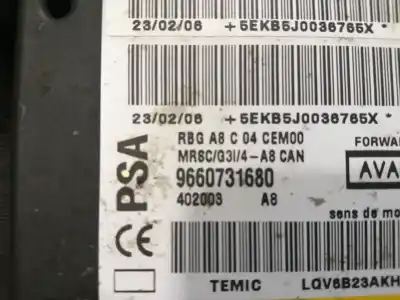 23/02/06 +5EKB5J0036765X*
23/02/06 +5EKB5J0036765X*
RBG A8 C 04 CEM00
MRSC/G3I/4-A8 CAN
FORWAR
PSA
9660731680
AVA
402003 A8
CE
sens de mo
TEMIC LQV6B23AKH